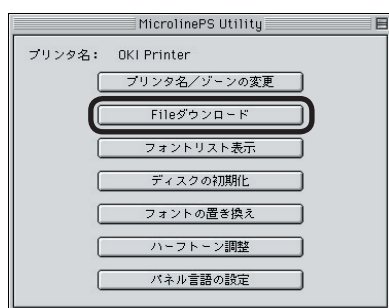 MicrolinePS Utility
プリンタ名： OKI Printer
プリンタ名/ゾーンの変更
Fileダウンロード
フォントリスト表示
ディスクの初期化
フォントの置き換え
ハーフトーン調整
パネル言語の設定